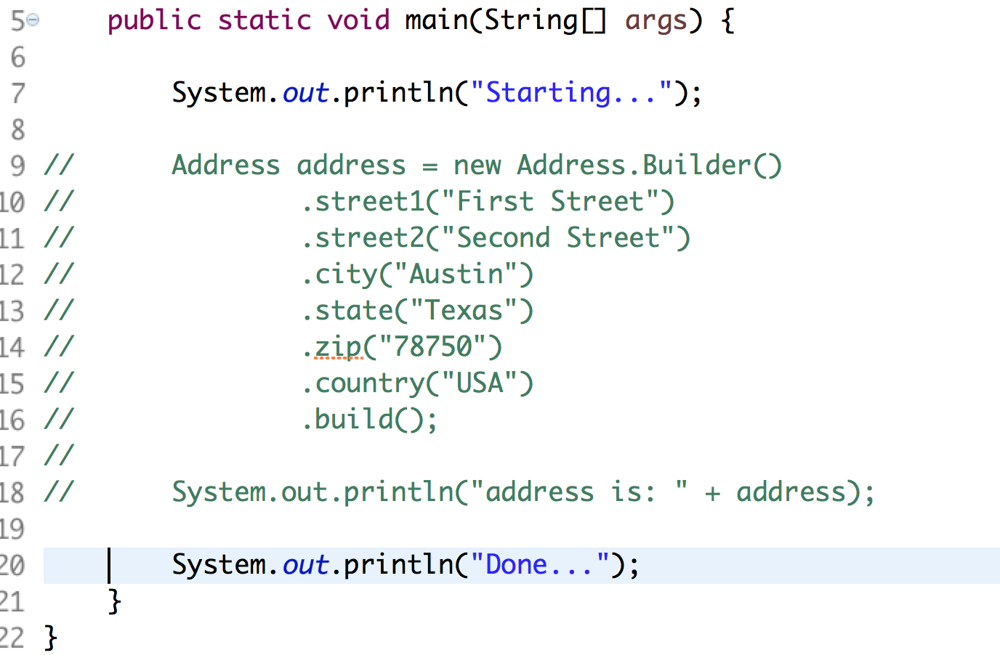 5 public static void main(String[] args) {
6
7 System.out.println("Starting...");
8
9 // Address address = new Address.Builder()
10 // .street1("First Street")
11 // .street2("Second Street")
12 // .city("Austin")
13 // .state("Texas")
14 // .zip("78750")
15 // .country("USA")
16 // .build();
17 //
18 // System.out.println("address is: " + address);
19
20 System.out.println("Done...");
21 }
22 }